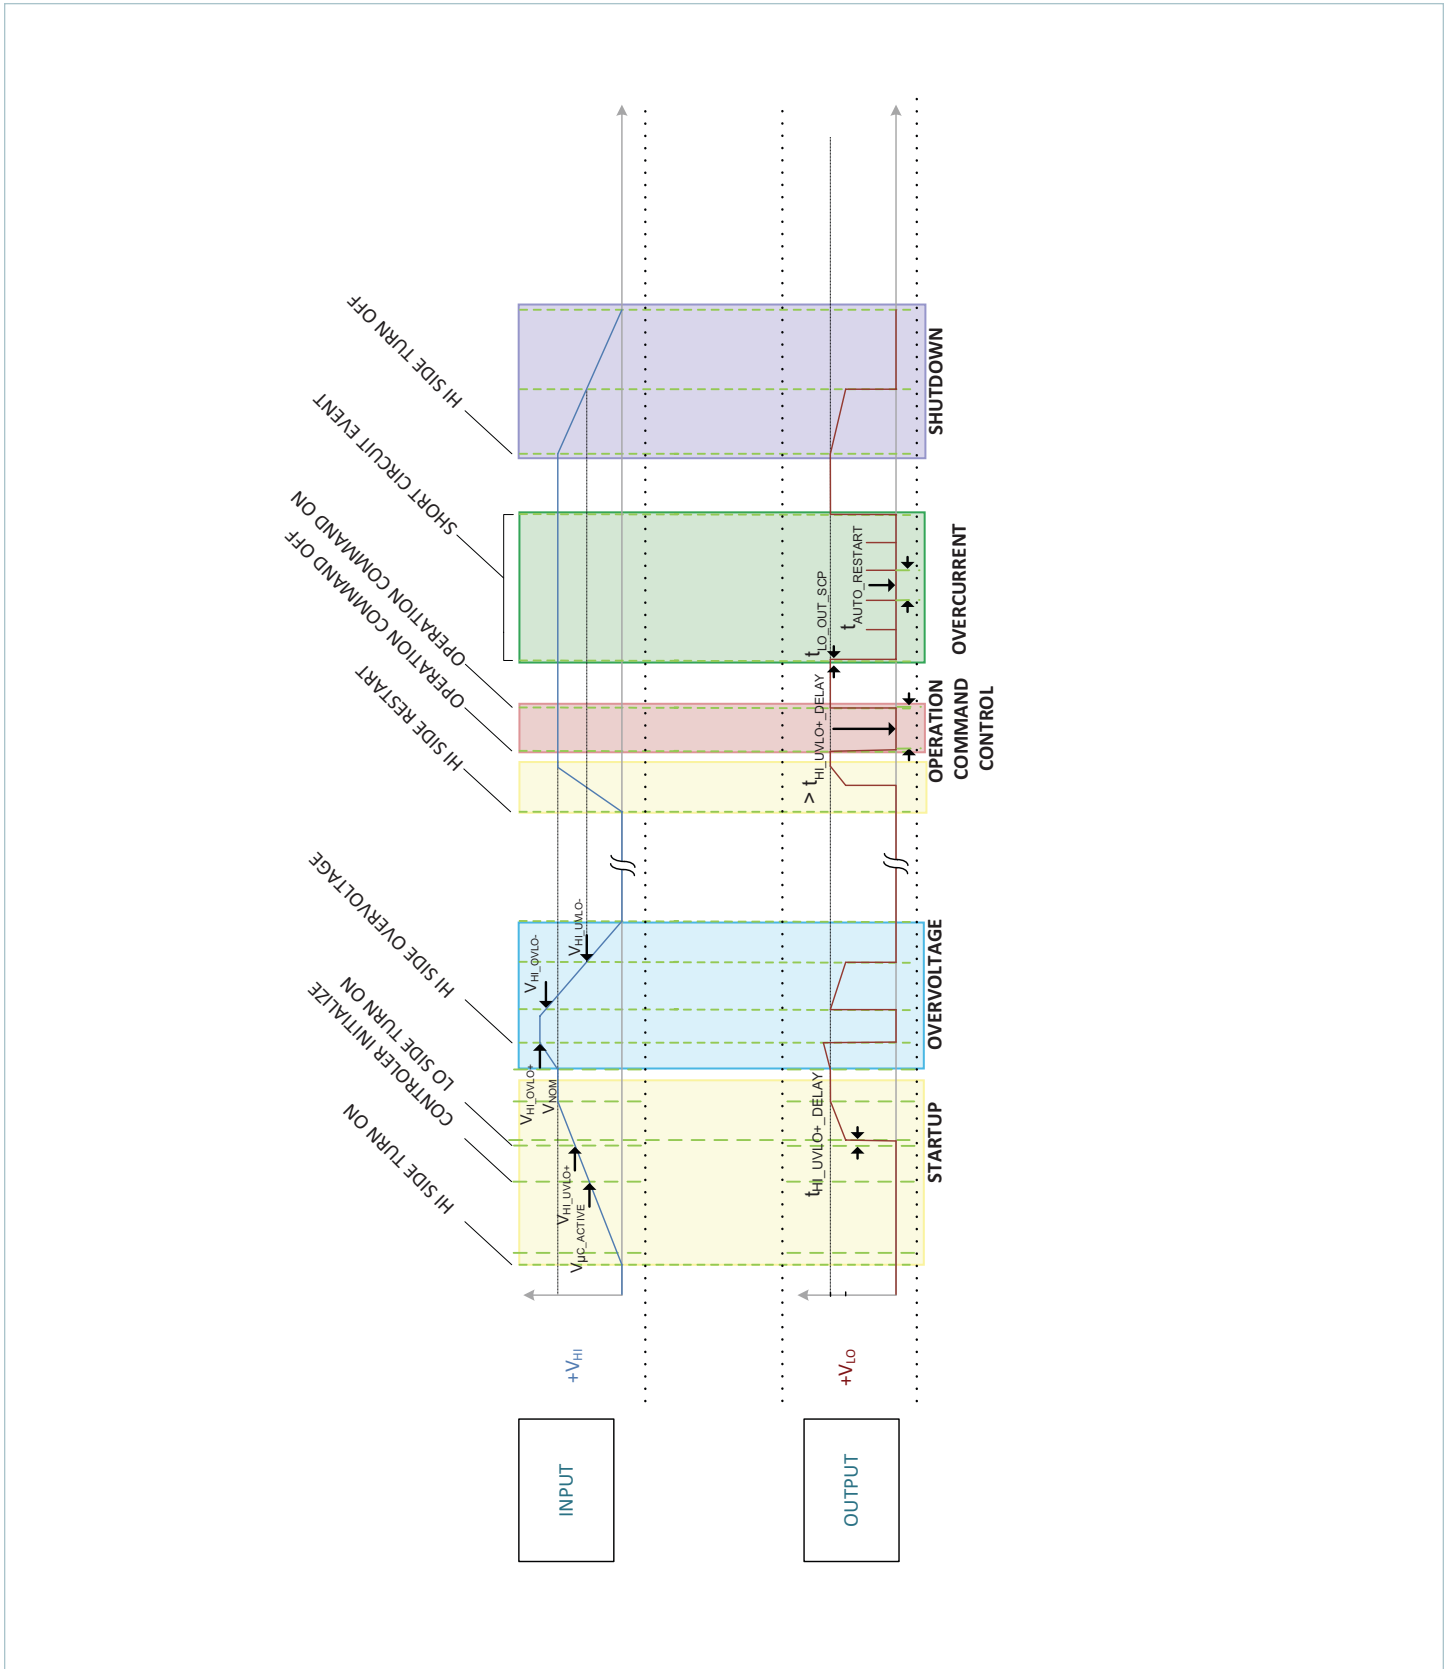 HI SIDE TURN ON
CONTROLER INITIALIZE
LO SIDE TURN ON
HI SIDE OVERVOLTAGE
HI SIDE RESTART
OPERATION COMMAND OFF
OPERATION COMMAND ON
SHORT CIRCUIT EVENT
HI SIDE TURN OFF
INPUT
+VHI
VμC_ACTIVE
VHI_UVLO+
VNOM
VHI_OVLO+
VHI_OVLO-
VHI_UVLO-
OUTPUT
+VLO
tHI_UVLO+_DELAY
> tHI_UVLO+_DELAY
tLO_OUT_SCP
tAUTO_RESTART
STARTUP
OVERVOLTAGE
OPERATION
COMMAND
CONTROL
OVERCURRENT
SHUTDOWN